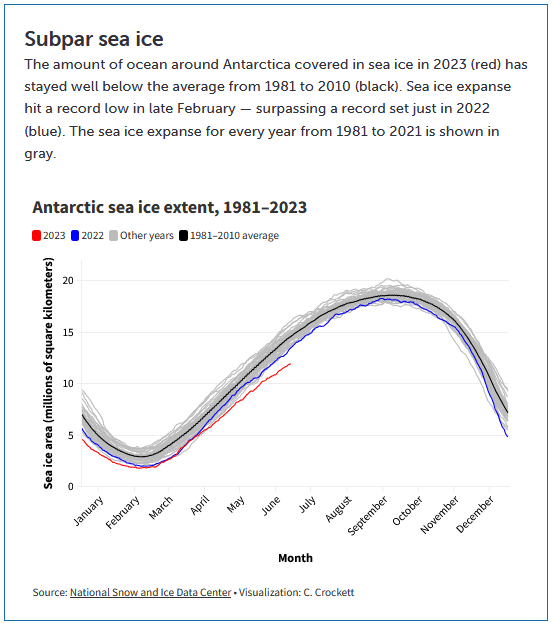 Subpar sea ice
The amount of ocean around Antarctica covered in sea ice in 2023 (red) has
stayed well below the average from 1981 to 2010 (black). Sea ice expanse
hit a record low in late February — surpassing a record set just in 2022
(blue). The sea ice expanse for every year from 1981 to 2021 is shown in
gray.
Antarctic sea ice extent, 1981–2023
2023 2022 Other years 1981–2010 average
Sea ice area (millions of square kilometers)
20
15
10
5
0
January February March April May June July August September October November December
Month
Source: National Snow and Ice Data Center • Visualization: C. Crockett